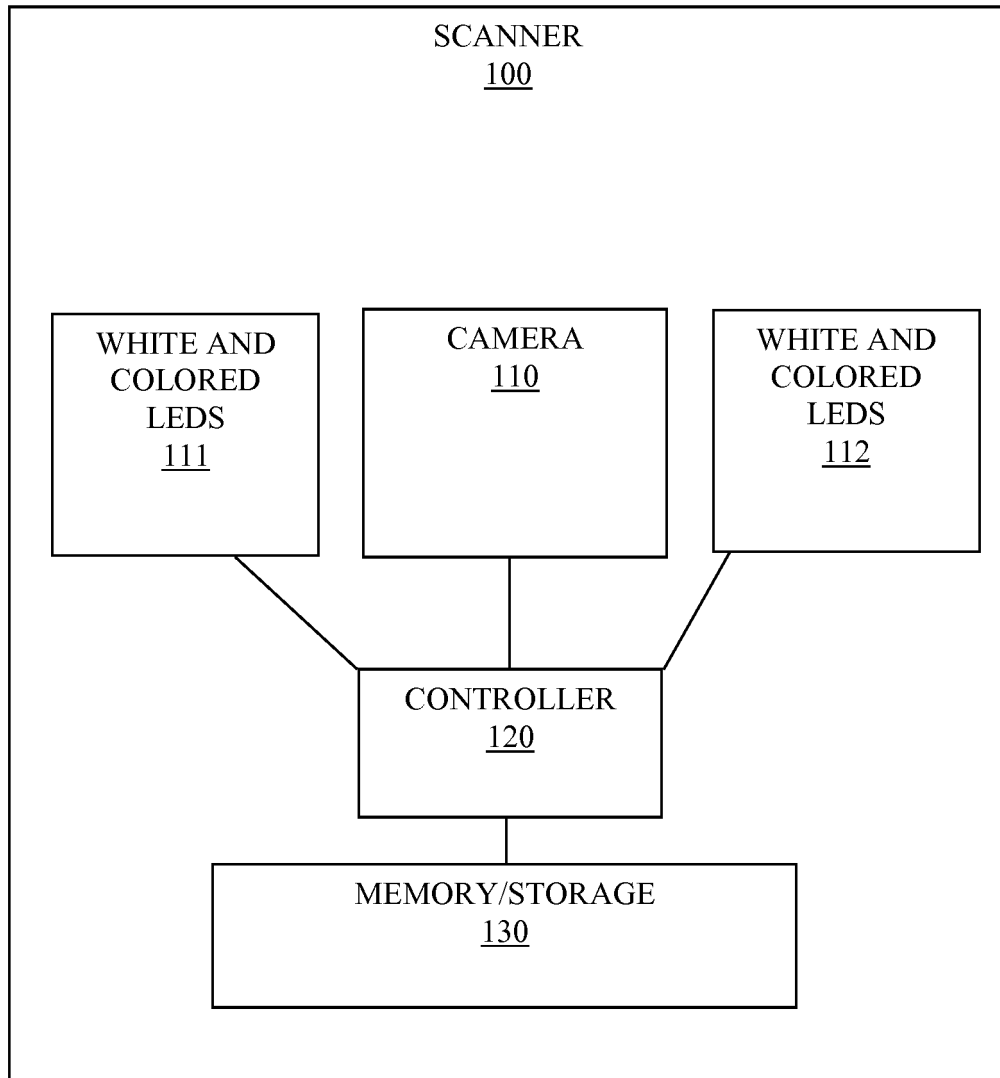 SCANNER
100
WHITE AND
COLORED
LEDS
111
CAMERA
110
WHITE AND
COLORED
LEDS
112
CONTROLLER
120
MEMORY/STORAGE
130